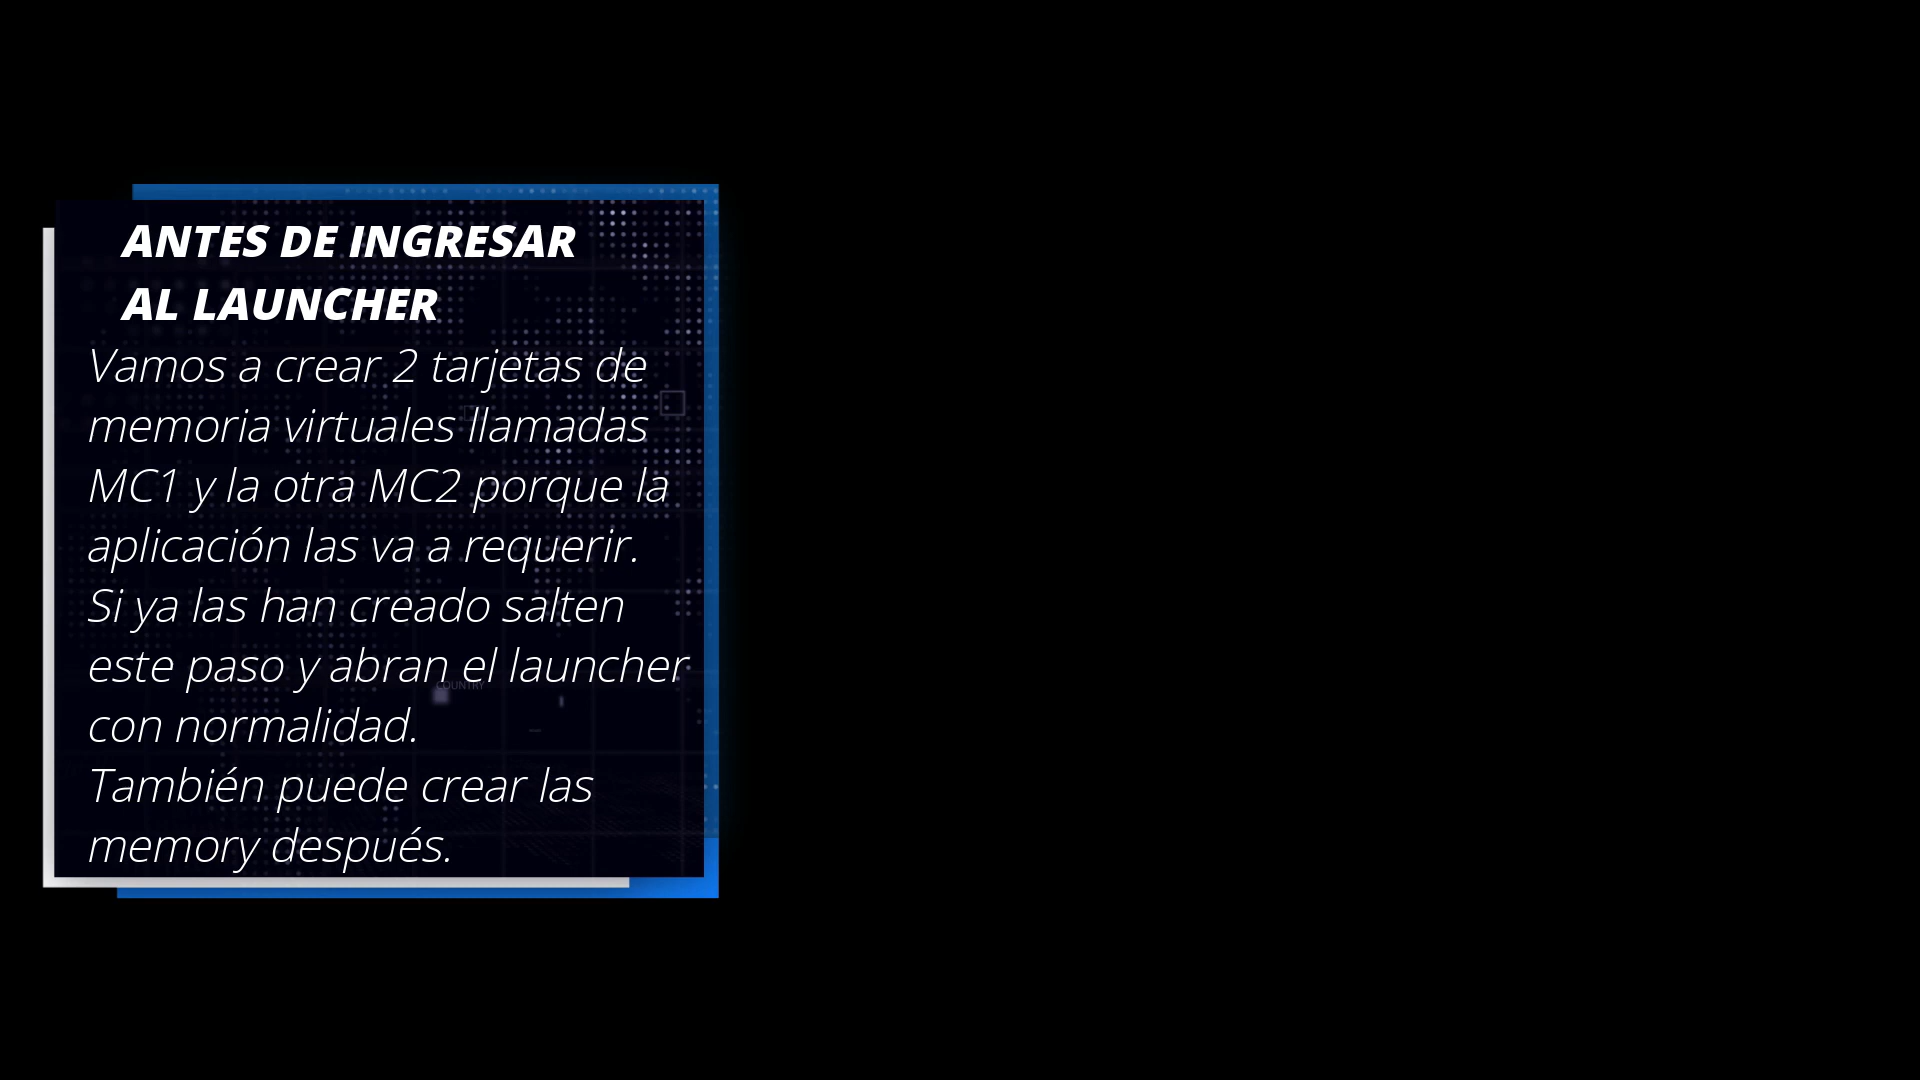 ANTES DE INGRESAR
AL LAUNCHER
Vamos a crear 2 tarjetas de
memoria virtuales llamadas
MC1 y la otra MC2 porque la
aplicación las va a requerir.
Si ya las han creado salten
este paso y abran el launcher
COUNTRY
con normalidad.
También puede crear las
memory después.